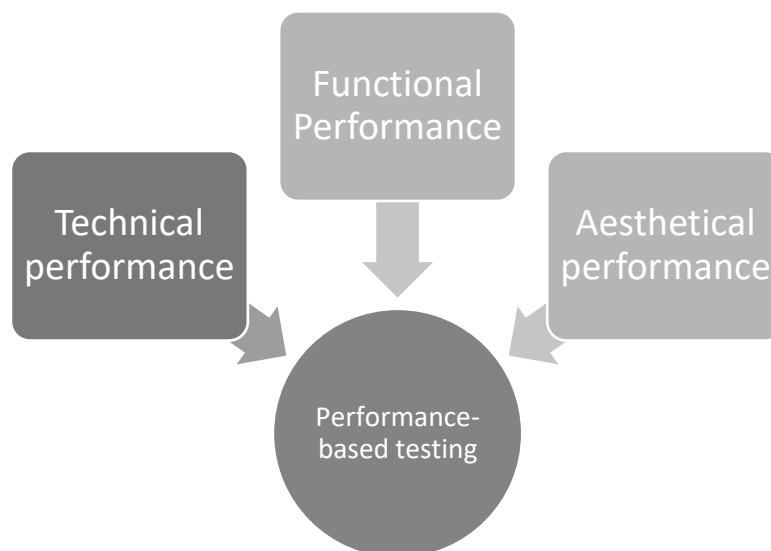 Functional
Performance
Technical
performance
Aesthetical
performance
Performance-
based testing